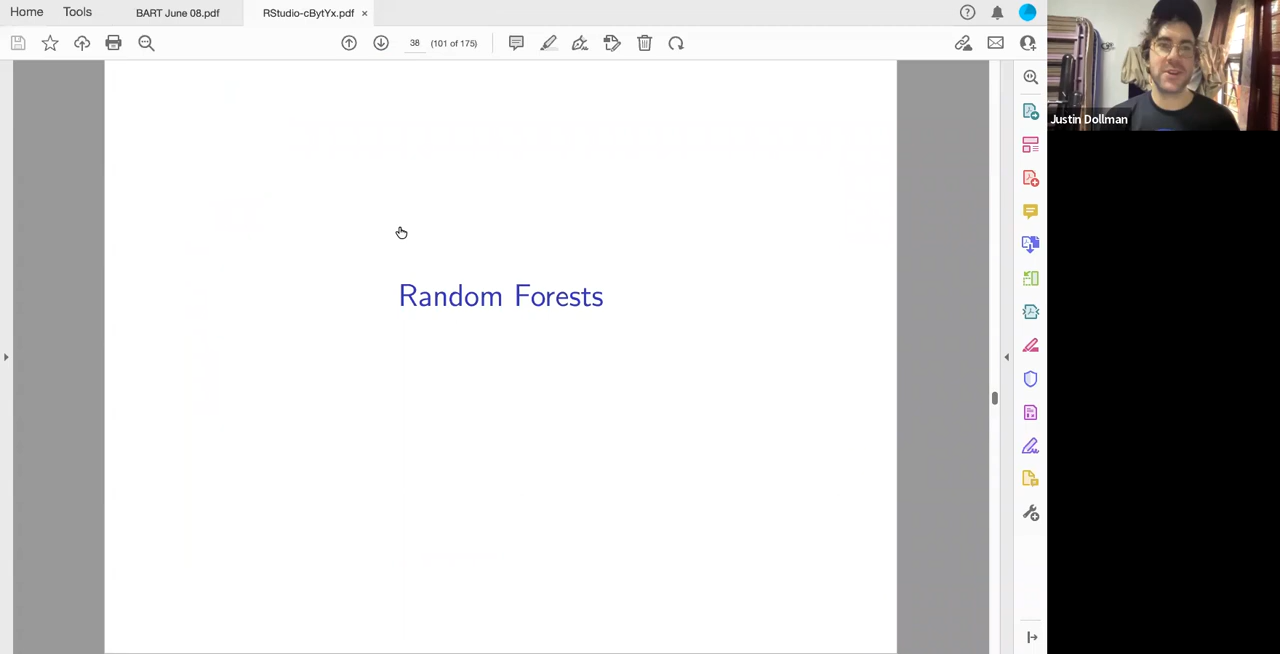 Home Tools BART June 08.pdf RStudio-cBytYx.pdf ×
38 (101 of 175)
Justin Dollman
Random Forests